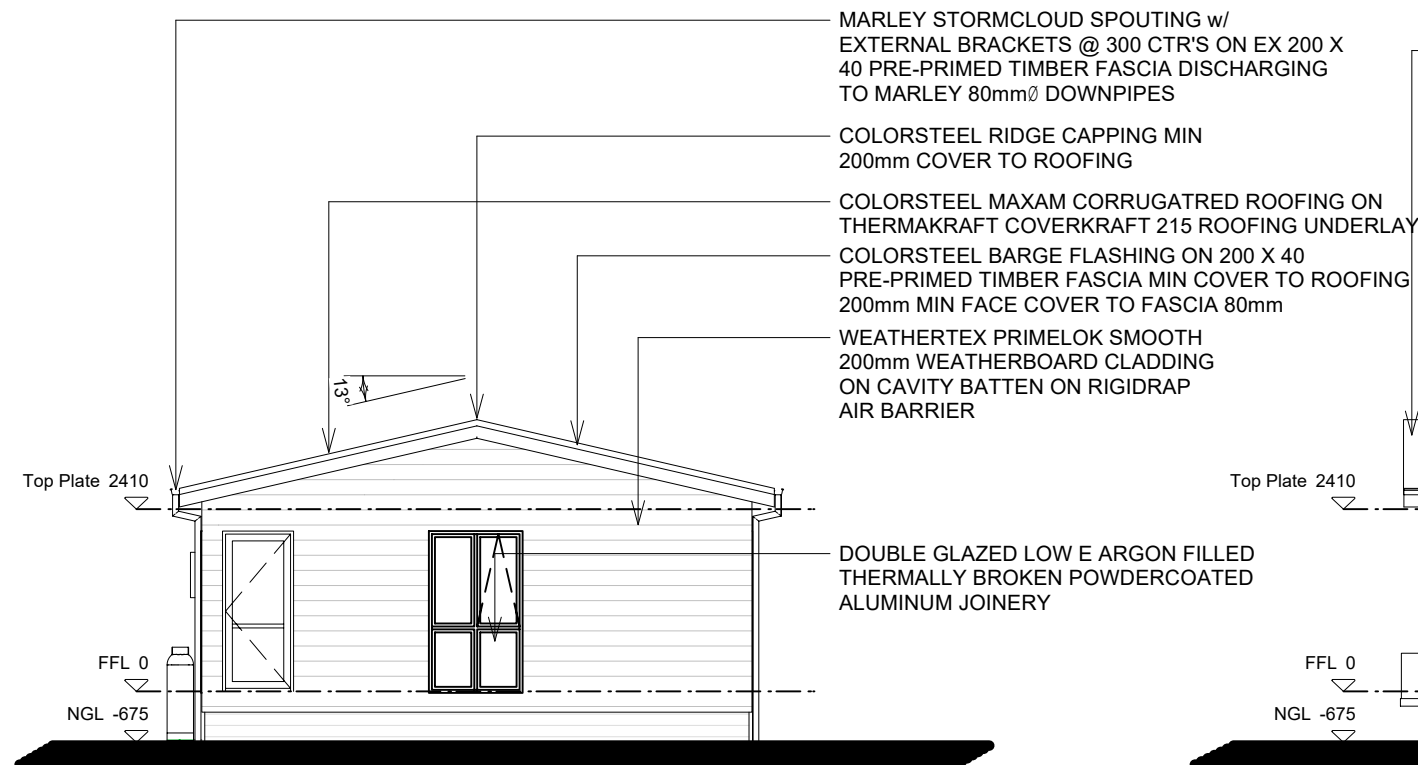 MARLEY STORMCLOUD SPOUTING w/
EXTERNAL BRACKETS @ 300 CTR'S ON EX 200 X
40 PRE-PRIMED TIMBER FASCIA DISCHARGING
TO MARLEY 80mmØ DOWNPIPES
COLORSTEEL RIDGE CAPPING MIN
200mm COVER TO ROOFING
COLORSTEEL MAXAM CORRUGATRED ROOFING ON
THERMAKRAFT COVERKRAFT 215 ROOFING UNDERLAY
COLORSTEEL BARGE FLASHING ON 200 X 40
PRE-PRIMED TIMBER FASCIA MIN COVER TO ROOFING
200mm MIN FACE COVER TO FASCIA 80mm
WEATHERTEX PRIMELOK SMOOTH
200mm WEATHERBOARD CLADDING
ON CAVITY BATTEN ON RIGIDRAP
AIR BARRIER
13°
Top Plate 2410
Top Plate 2410
DOUBLE GLAZED LOW E ARGON FILLED
THERMALLY BROKEN POWDERCOATED
ALUMINUM JOINERY
FFL 0
FFL 0
NGL -675
NGL -675